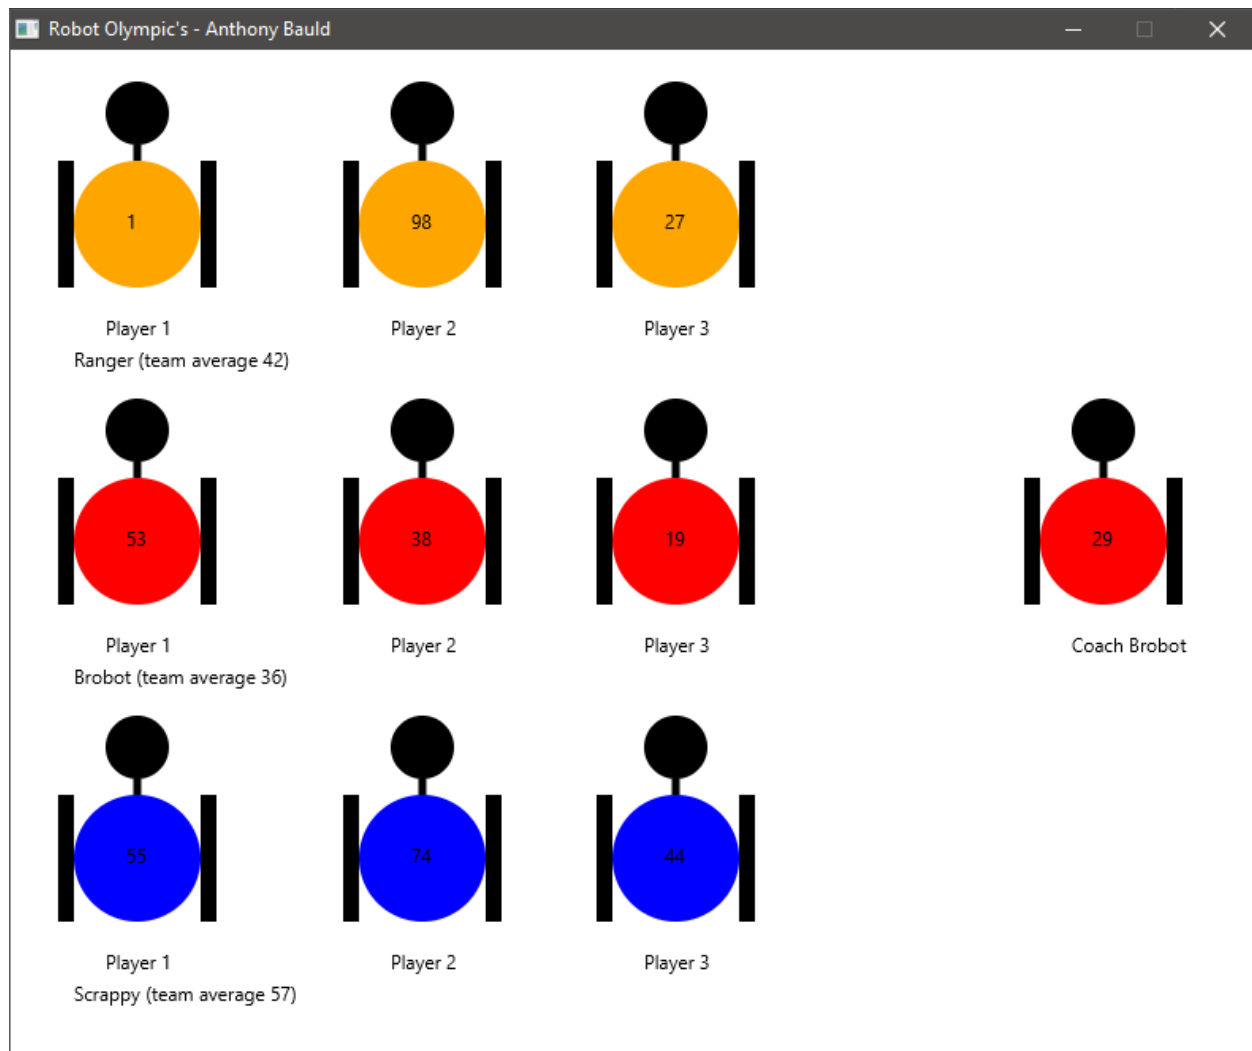 Robot Olympic's - Anthony Bauld
1 98 27
Player 1 Player 2 Player 3
Ranger (team average 42)
53 38 19 29
Player 1 Player 2 Player 3 Coach Brobot
Brobot (team average 36)
55 74 44
Player 1 Player 2 Player 3
Scrappy (team average 57)